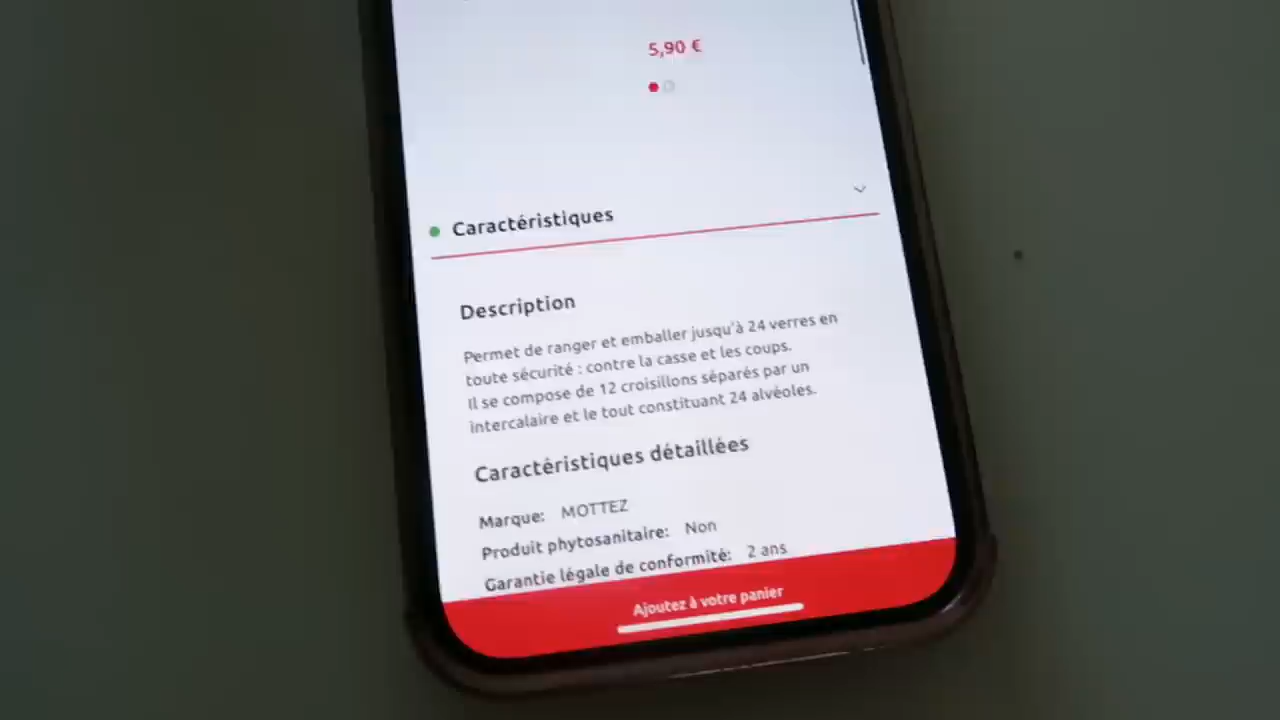 5,90 €
Caractéristiques
Description
Permet de ranger et emballer jusqu'à 24 verres en
toute sécurité : contre la casse et les coups.
Il se compose de 12 croisillons séparés par un
intercalaire et le tout constituant 24 alvéoles.
Caractéristiques détaillées
Marque: MOTTEZ
Produit phytosanitaire: Non
Garantie légale de conformité: 2 ans
Ajoutez à votre panier